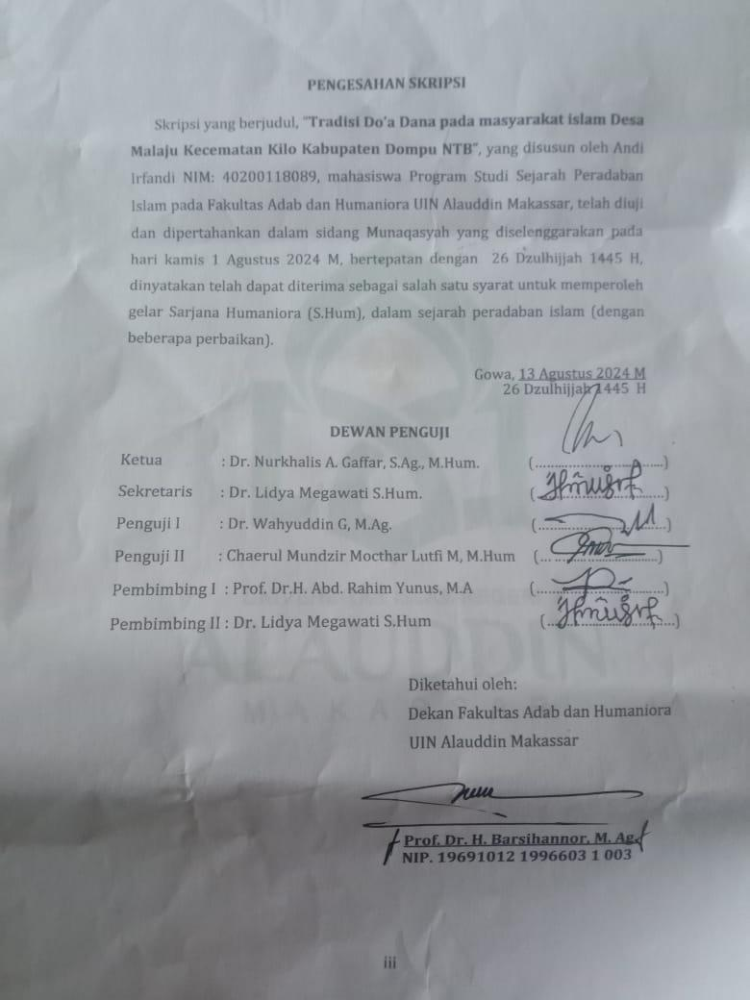 PENGESAHAN SKRIPSI
Skripsi yang berjudul, "Tradisi Do'a Dana pada masyarakat islam Desa
Malaju Kecematan Kilo Kabupaten Dompu NTB", yang disusun oleh Andi
Irfandi NIM: 40200118089, mahasiswa Program Studi Sejarah Peradaban
Islam pada Fakultas Adab dan Humaniora UIN Alauddin Makassar, telah diuji
dan dipertahankan dalam sidang Munaqasyah yang diselenggarakan pada
hari kamis 1 Agustus 2024 M, bertepatan dengan 26 Dzulhijjah 1445 H,
dinyatakan telah dapat diterima sebagai salah satu syarat untuk memperoleh
gelar Sarjana Humaniora (S.Hum), dalam sejarah peradaban islam (dengan
beberapa perbaikan).
Gowa, 13 Agustus 2024 M
26 Dzulhijjah 1445 H
DEWAN PENGUJI
Ketua : Dr. Nurkhalis A. Gaffar, S.Ag., M.Hum. (..............................)
Sekretaris : Dr. Lidya Megawati S.Hum. (..............................)
Penguji I : Dr. Wahyuddin G, M.Ag. (..............................)
Penguji II : Chaerul Mundzir Mocthar Lutfi M, M.Hum (..............................)
Pembimbing I : Prof. Dr.H. Abd. Rahim Yunus, M.A (..............................)
Pembimbing II : Dr. Lidya Megawati S.Hum (..............................)
ALAUDDIN
MAKASSAR
Diketahui oleh:
Dekan Fakultas Adab dan Humaniora
UIN Alauddin Makassar
Prof. Dr. H. Barsihannor, M. Ag.
NIP. 19691012 1996603 1 003
iii